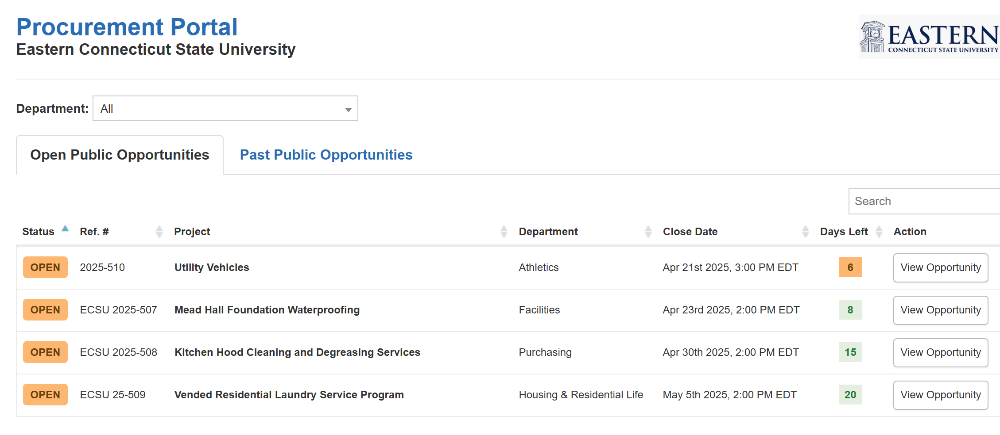 Procurement Portal
Eastern Connecticut State University
EASTERN
CONNECTICUT STATE UNIVERSITY
Department: All
Open Public Opportunities Past Public Opportunities
Search
Status Ref. # Project Department Close Date Days Left Action
OPEN 2025-510 Utility Vehicles Athletics Apr 21st 2025, 3:00 PM EDT 6 View Opportunity
OPEN ECSU 2025-507 Mead Hall Foundation Waterproofing Facilities Apr 23rd 2025, 2:00 PM EDT 8 View Opportunity
OPEN ECSU 2025-508 Kitchen Hood Cleaning and Degreasing Services Purchasing Apr 30th 2025, 2:00 PM EDT 15 View Opportunity
OPEN ECSU 25-509 Vended Residential Laundry Service Program Housing & Residential Life May 5th 2025, 2:00 PM EDT 20 View Opportunity